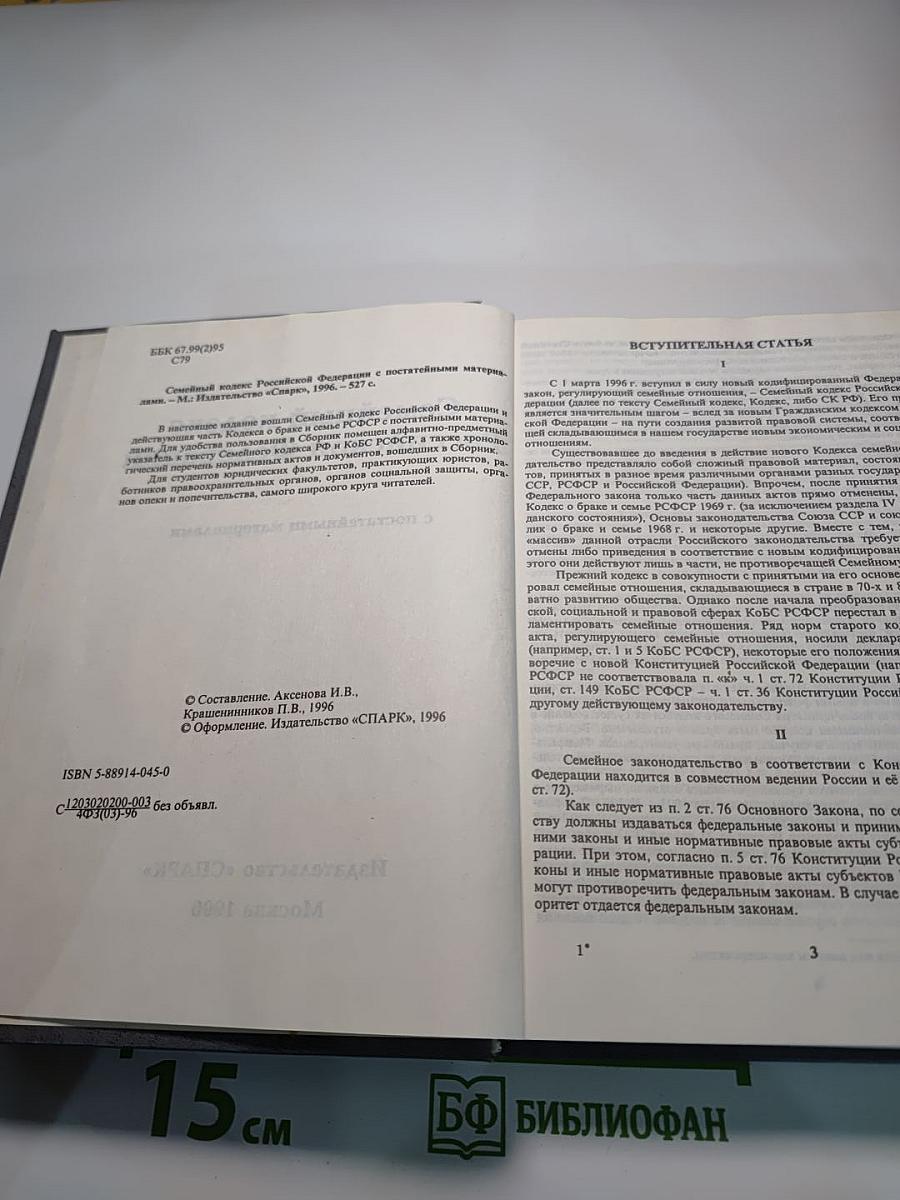 ББК 67.99(2)95
С79
Семейный кодекс Российской Федерации с постатейными материа-
лами. – М.: Издательство «Спарк», 1996. – 527 с.
В настоящее издание вошли Семейный кодекс Российской Федерации и
действующая часть Кодекса о браке и семье РСФСР с постатейными материа-
лами. Для удобства пользования в Сборник помещен алфавитно-предметный
указатель к тексту Семейного кодекса РФ и КоБС РСФСР, а также хроноло-
гический перечень нормативных актов и документов, вошедших в Сборник.
Для студентов юридических факультетов, практикующих юристов, ра-
ботников правоохранительных органов, органов социальной защиты, орга-
нов опеки и попечительства, самого широкого круга читателей.
с постатейными материалами
© Составление. Аксенова И.В.,
Крашенинников П.В., 1996
© Оформление. Издательство «СПАРК», 1996
ISBN 5-88914-045-0
С 1203020200-003
4Ф3(03)-96 без объявл.
Издательство «СПАРК»
Москва 1996
ВСТУПИТЕЛЬНАЯ СТАТЬЯ
I
С 1 марта 1996 г. вступил в силу новый кодифицированный Федера
закон, регулирующий семейные отношения, – Семейный кодекс Российск
дерации (далее по тексту Семейный кодекс, Кодекс, либо СК РФ). Его пр
является значительным шагом – вслед за новым Гражданским кодексом
ской Федерации – на пути создания развитой правовой системы, соотв
щей складывающимся в нашем государстве новым экономическим и соц
отношениям.
Существовавшее до введения в действие нового Кодекса семейн
дательство представляло собой сложный правовой материал, состоя
тов, принятых в разное время различными органами разных государ
ССР, РСФСР и Российской Федерации). Впрочем, после принятия
Федерального закона только часть данных актов прямо отменены,
Кодекс о браке и семье РСФСР 1969 г. (за исключением раздела IV
данского состояния»), Основы законодательства Союза ССР и сою
лик о браке и семье 1968 г. и некоторые другие. Вместе с тем,
«массив» данной отрасли Российского законодательства требуе
отмены либо приведения в соответствие с новым кодифицирован
этого они действуют лишь в части, не противоречащей Семейному
Прежний кодекс в совокупности с принятыми на его основе
ровал семейные отношения, складывающиеся в стране в 70-х и 8
ватно развитию общества. Однако после начала преобразован
ской, социальной и правовой сферах КоБС РСФСР перестал в
ламентировать семейные отношения. Ряд норм старого ко
акта, регулирующего семейные отношения, носили деклара
(например, ст. 1 и 5 КоБС РСФСР), некоторые его положения
воречие с новой Конституцией Российской Федерации (нап
РСФСР не соответствовала п. «к» ч. 1 ст. 72 Конституции Р
ции, ст. 149 КоБС РСФСР – ч. 1 ст. 36 Конституции Росси
другому действующему законодательству.
II
Семейное законодательство в соответствии с Кон
Федерации находится в совместном ведении России и её
ст. 72).
Как следует из п. 2 ст. 76 Основного Закона, по со
ству должны издаваться федеральные законы и приним
ними законы и иные нормативные правовые акты субъ
рации. При этом, согласно п. 5 ст. 76 Конституции Ро
коны и иные нормативные правовые акты субъектов
могут противоречить федеральным законам. В случае
оритет отдается федеральным законам.
1*
3
15 см
БФ БИБЛИОФАН